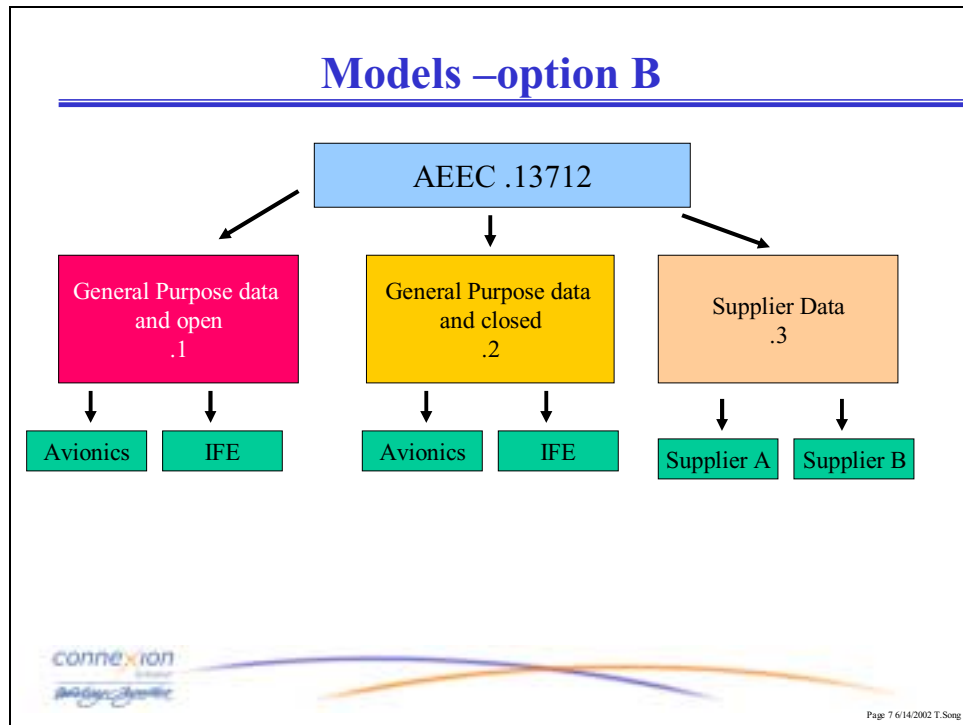 Models –option B
AEEC .13712
General Purpose data
and open
.1
General Purpose data
and closed
.2
Supplier Data
.3
Avionics
IFE
Avionics
IFE
Supplier A
Supplier B
connexion
Page 7 6/14/2002 T.Song